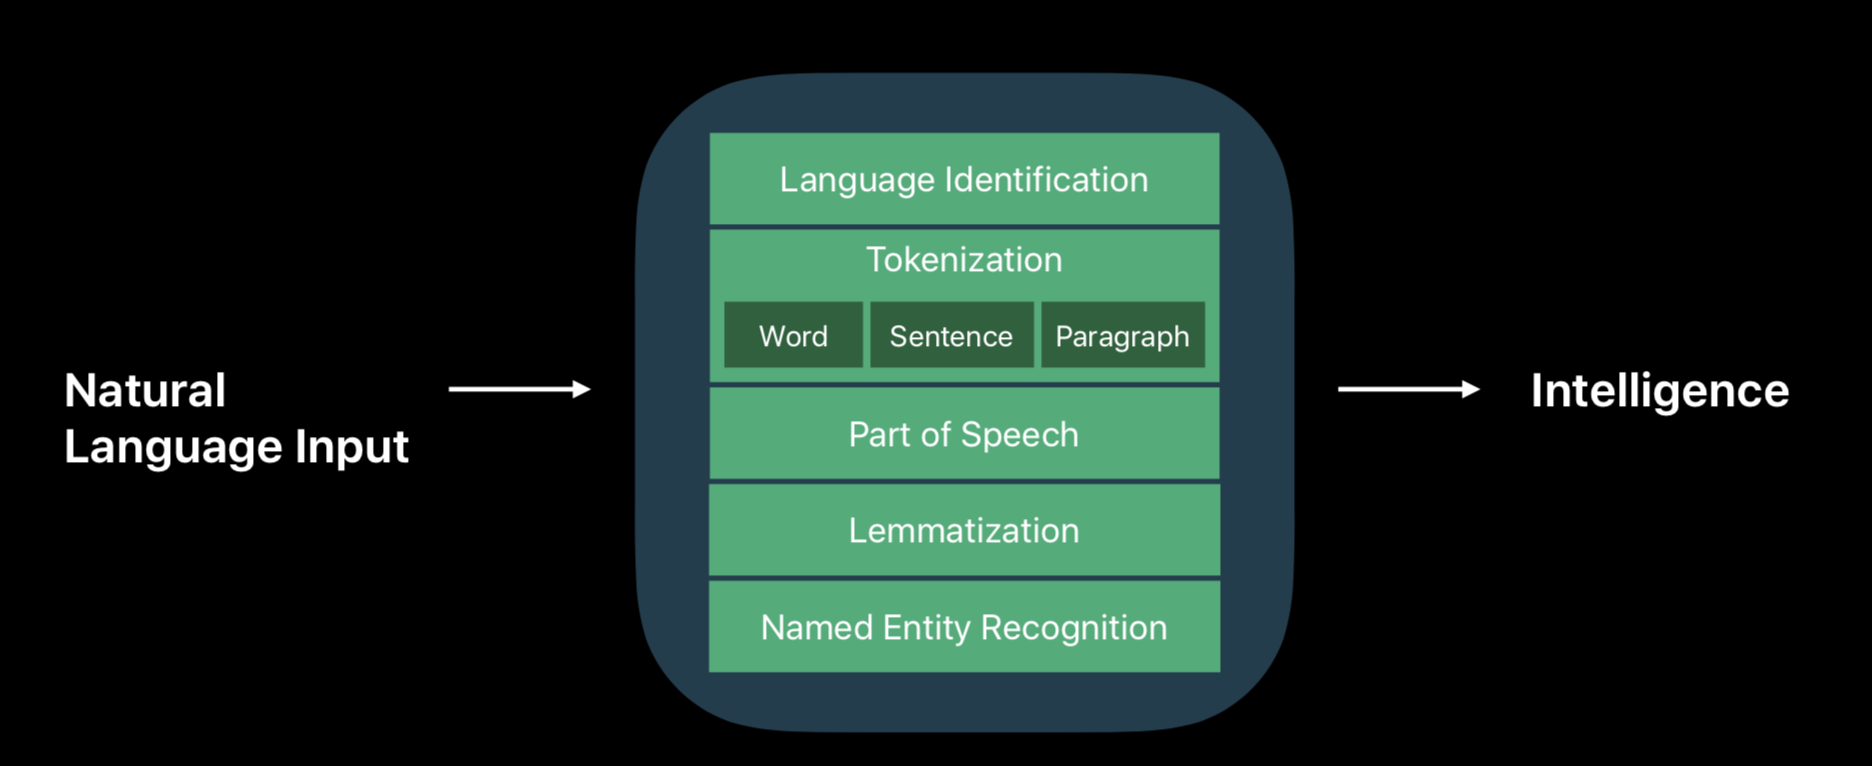 Natural
Language Input
Language Identification
Tokenization
Word Sentence Paragraph
Part of Speech
Lemmatization
Named Entity Recognition
Intelligence